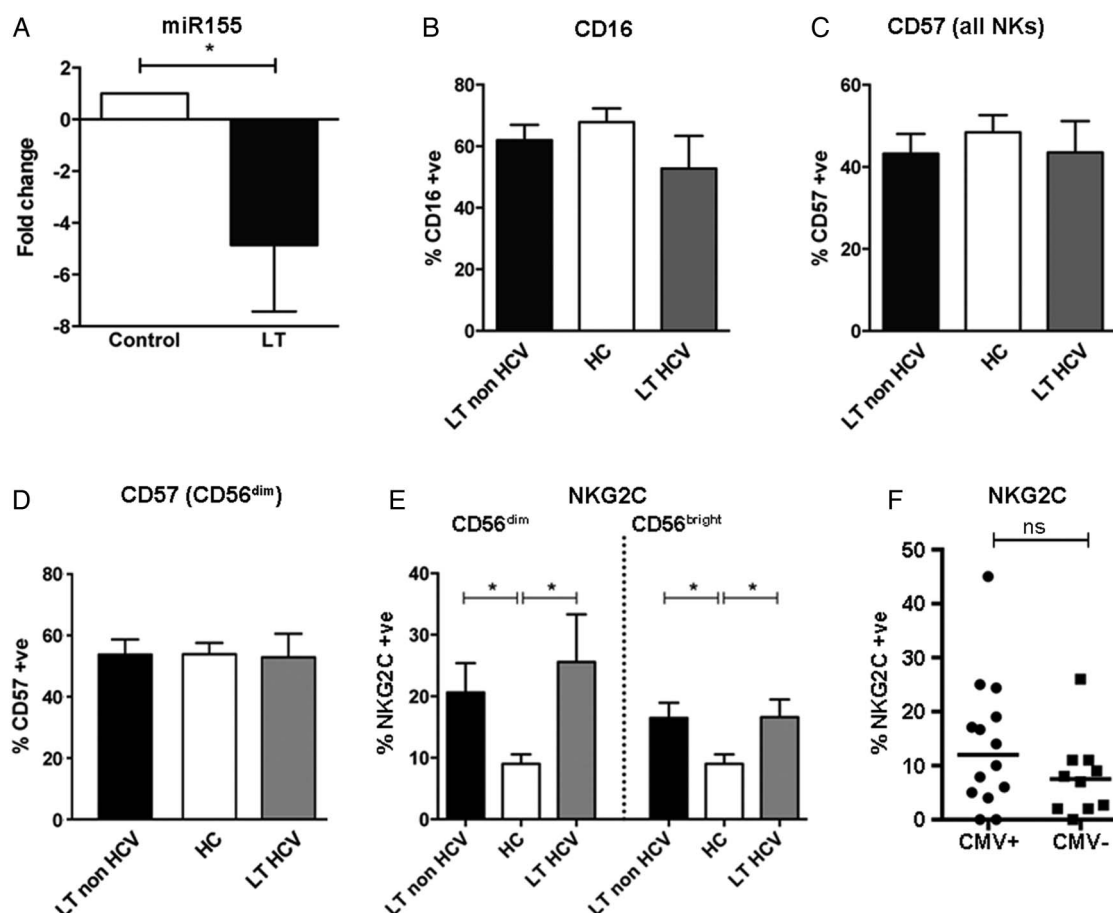 A
miR155
*
2
0
-2
-4
-6
-8
Fold change
Control
LT
B
CD16
80
60
40
20
0
% CD16 +ve
LT non HCV
HC
LT HCV
C
CD57 (all NKs)
60
40
20
0
% CD57 +ve
LT non HCV
HC
LT HCV
D
CD57 (CD56dim)
80
60
40
20
0
% CD57 +ve
LT non HCV
HC
LT HCV
E
NKG2C
CD56dim
CD56bright
* * * *
40
30
20
10
0
% NKG2C +ve
LT non HCV
HC
LT HCV
LT non HCV
HC
LT HCV
F
NKG2C
ns
50
40
30
20
10
0
% NKG2C +ve
CMV+
CMV-